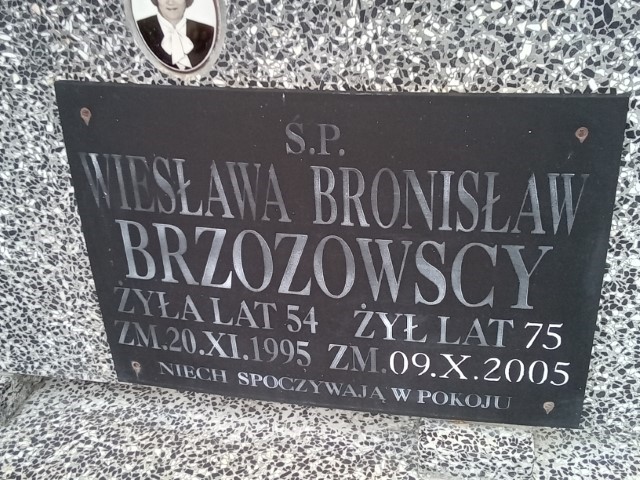 Ś.P.
WIESŁAWA BRONISŁAW
BRZOZOWSCY
ŻYŁA LAT 54 ŻYŁ LAT 75
ZM.20.XI.1995 ZM.09.X.2005
NIECH SPOCZYWAJĄ W POKOJU